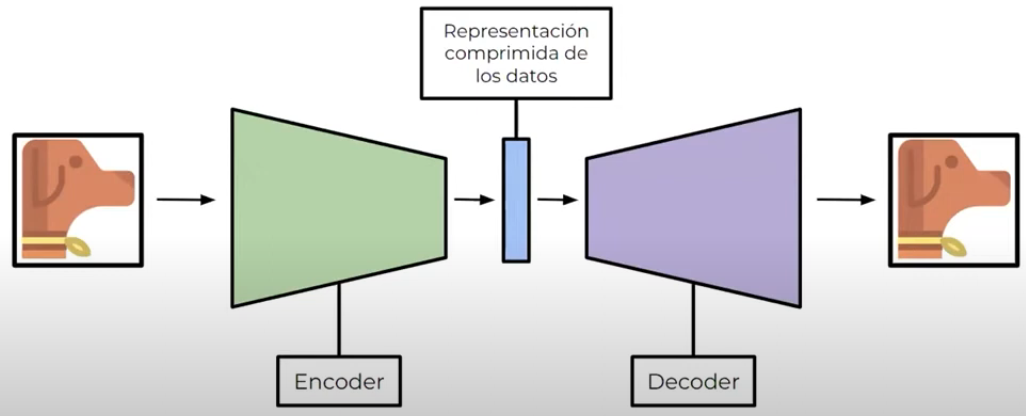 Representación
comprimida de
los datos
Encoder
Decoder